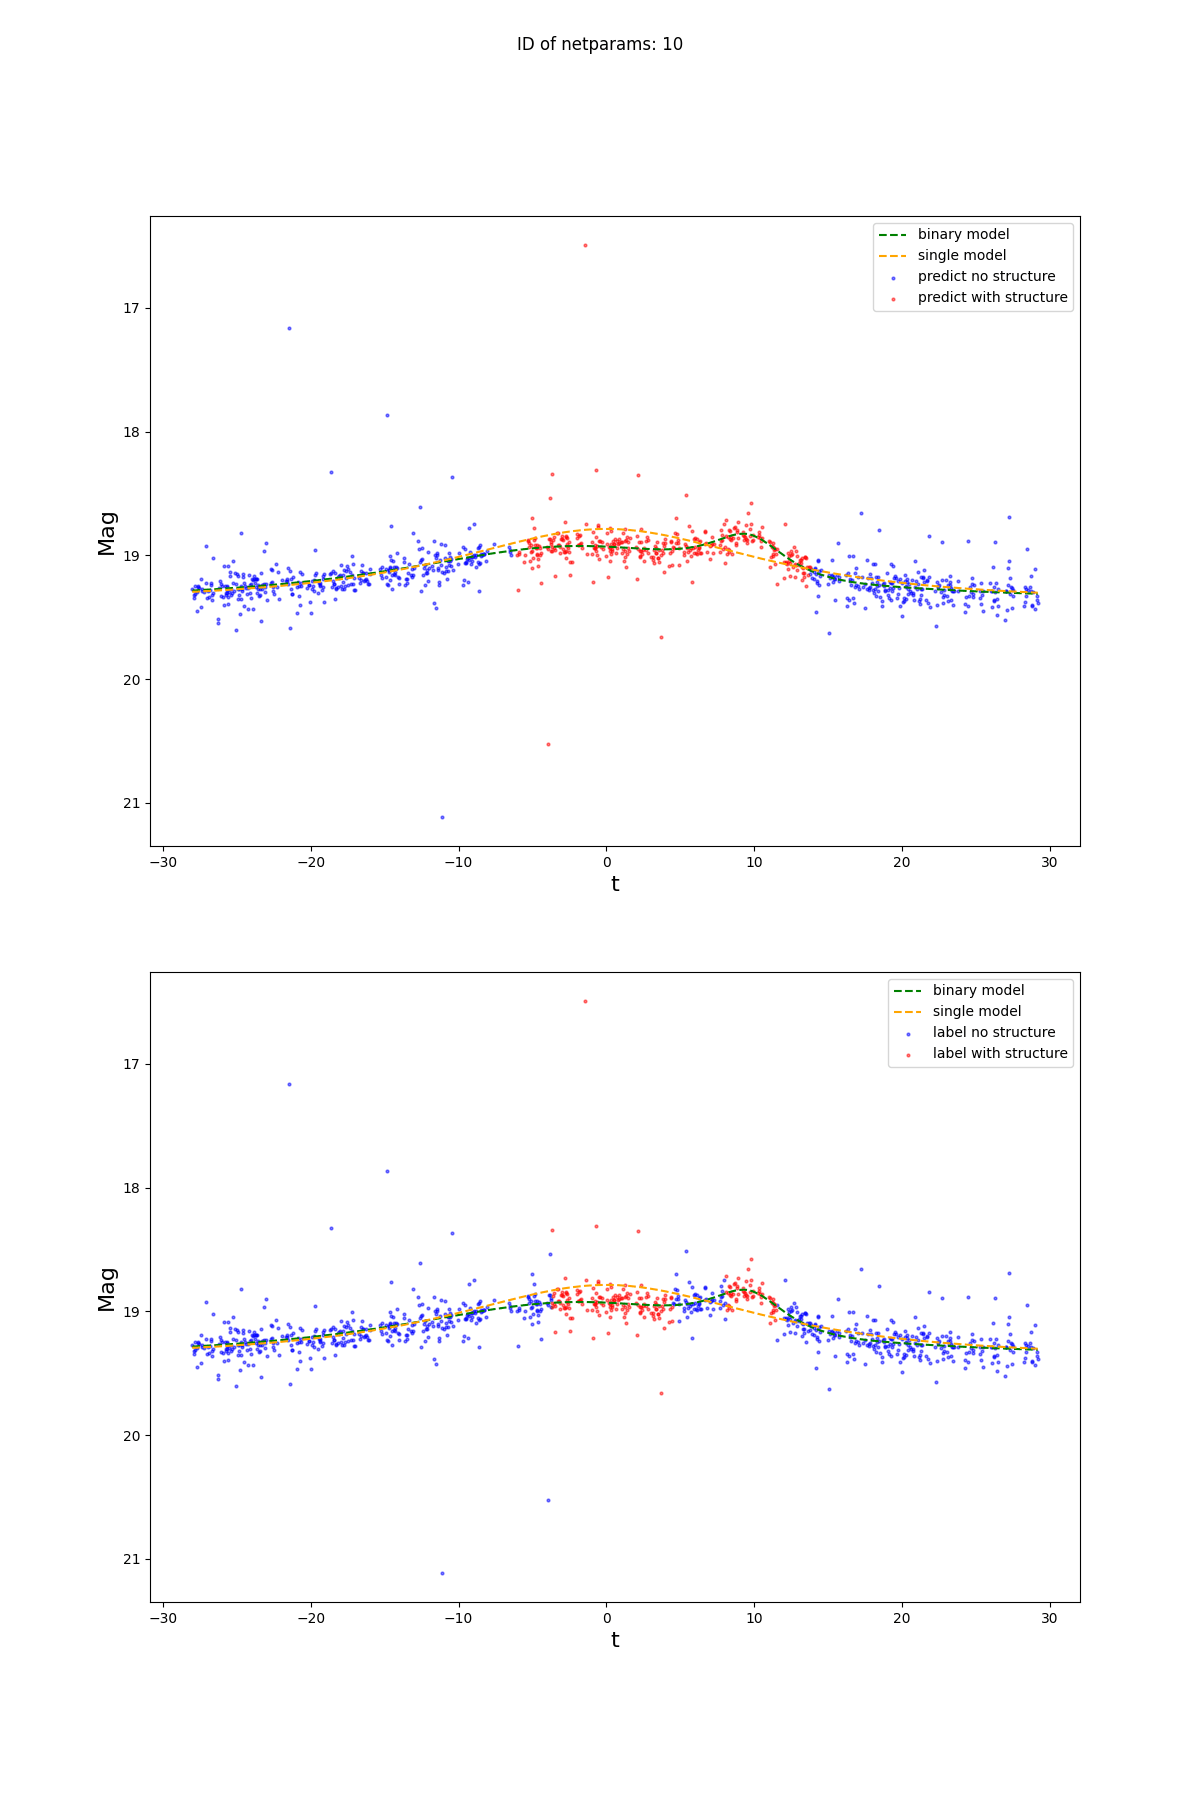 ID of netparams: 10
binary model
single model
predict no structure
predict with structure
Mag
17
18
19
20
21
−30
−20
−10
0
10
20
30
t
binary model
single model
label no structure
label with structure
Mag
17
18
19
20
21
−30
−20
−10
0
10
20
30
t